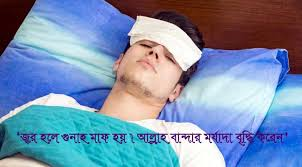 ‘জ্বর হলে গুনাহ মাফ হয়। আল্লাহ বান্দার মর্যাদা বৃদ্ধি করেন’